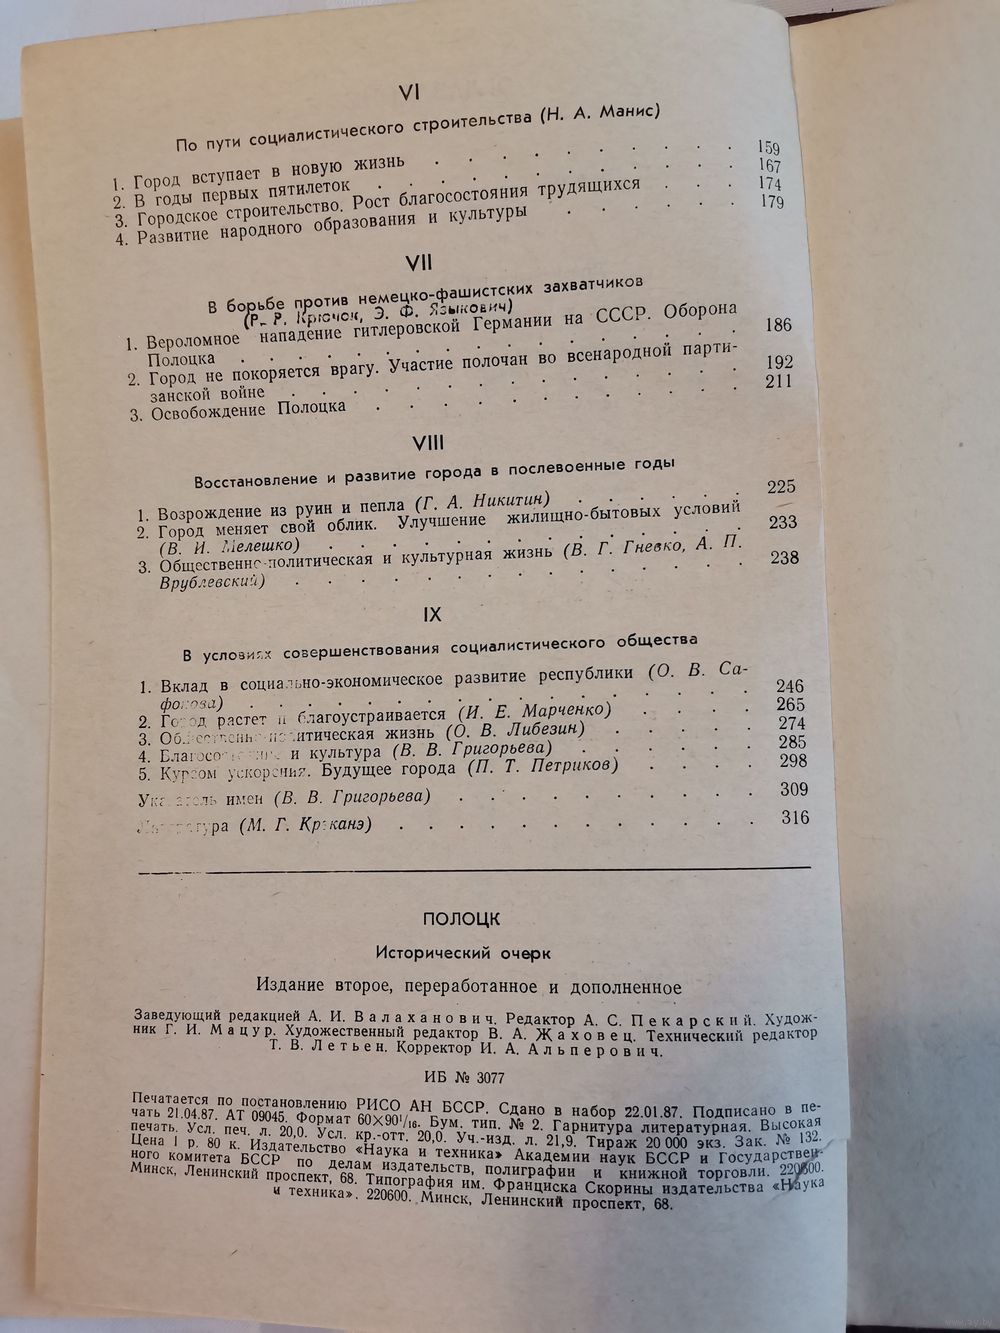 VI
По пути социалистического строительства (Н. А. Манис)
1. Город вступает в новую жизнь . . . . . . . . . 159
2. В годы первых пятилеток . . . . . . . . . . 167
3. Городское строительство. Рост благосостояния трудящихся . . . 174
4. Развитие народного образования и культуры . . . . . . 179
VII
В борьбе против немецко-фашистских захватчиков
(Р. Р. Крючок, Э. Ф. Языкович)
1. Вероломное нападение гитлеровской Германии на СССР. Оборона
Полоцка . . . . . . . . . . . . . . 186
2. Город не покоряется врагу. Участие полочан во всенародной парти-
занской войне . . . . . . . . . . . . 192
3. Освобождение Полоцка . . . . . . . . . . 211
VIII
Восстановление и развитие города в послевоенные годы
1. Возрождение из руин и пепла (Г. А. Никитин) . . . . . . 225
2. Город меняет свой облик. Улучшение жилищно-бытовых условий
(В. И. Мелешко) . . . . . . . . . . . . 233
3. Общественно-политическая и культурная жизнь (В. Г. Гневко, А. П.
Врублевский) . . . . . . . . . . . . . 238
IX
В условиях совершенствования социалистического общества
1. Вклад в социально-экономическое развитие республики (О. В. Са-
фонова) . . . . . . . . . . . . . . 246
2. Город растет и благоустраивается (И. Е. Марченко) . . . . 265
3. Общественно-политическая жизнь (О. В. Либезин) . . . . 274
4. и культура (В. В. Григорьева) . . . . . . 285
5. Курсом ускорения. Будущее города (П. Т. Петриков) . . . . 298
Указатель имен (В. В. Григорьева) . . . . . . . . . 309
Литература (М. Г. ) . . . . . . . . . . . 316
ПОЛОЦК
Исторический очерк
Издание второе, переработанное и дополненное
Заведующий редакцией А. И. Валаханович. Редактор А. С. Пекарский. Худож-
ник Г. И. Мацур. Художественный редактор В. А. Жаховец. Технический редактор
Т. В. Летьен. Корректор И. А. Альперович.
ИБ № 3077
Печатается по постановлению РИСО АН БССР. Сдано в набор 22.01.87. Подписано в пе-
чать 21.04.87. АТ 09045. Формат 60×90¹/₁₆. Бум. тип. № 2. Гарнитура литературная. Высокая
печать. Усл. печ. л. 20,0. Усл. кр.-отт. 20,0. Уч.-изд. л. 21,9. Тираж 20 000 экз. Зак. № 132.
Цена 1 р. 80 к. Издательство «Наука и техника» Академии наук БССР и Государствен-
ного комитета БССР по делам издательств, полиграфии и книжной торговли. 220600.
Минск, Ленинский проспект, 68. Типография им. Франциска Скорины издательства «Наука
и техника». 220600. Минск, Ленинский проспект, 68.